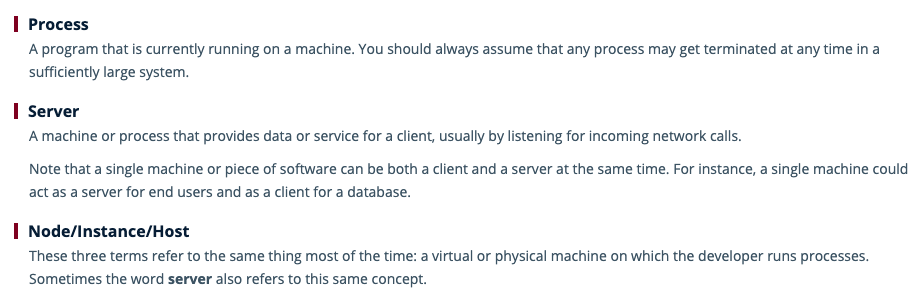 Process
A program that is currently running on a machine. You should always assume that any process may get terminated at any time in a
sufficiently large system.
Server
A machine or process that provides data or service for a client, usually by listening for incoming network calls.
Note that a single machine or piece of software can be both a client and a server at the same time. For instance, a single machine could
act as a server for end users and as a client for a database.
Node/Instance/Host
These three terms refer to the same thing most of the time: a virtual or physical machine on which the developer runs processes.
Sometimes the word server also refers to this same concept.